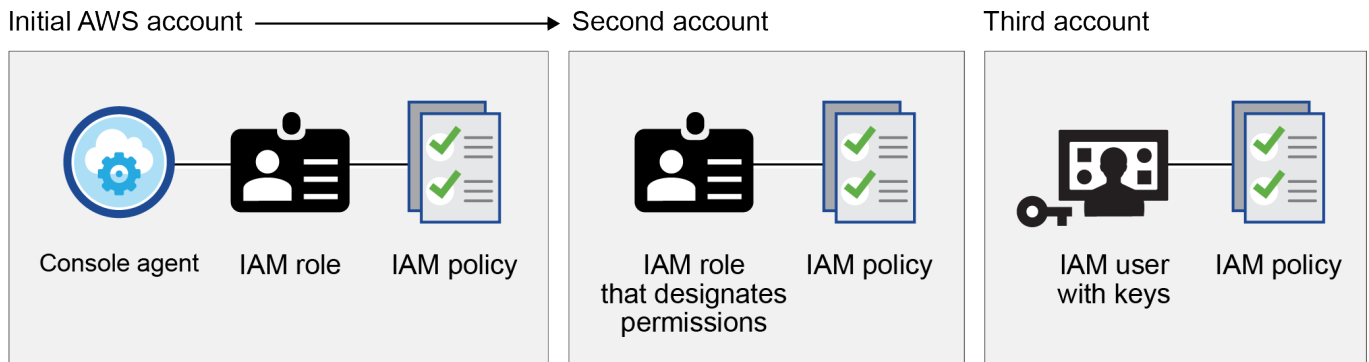 Initial AWS account
Second account
Third account
Console agent
IAM role
IAM policy
IAM role
that designates
permissions
IAM policy
IAM user
with keys
IAM policy